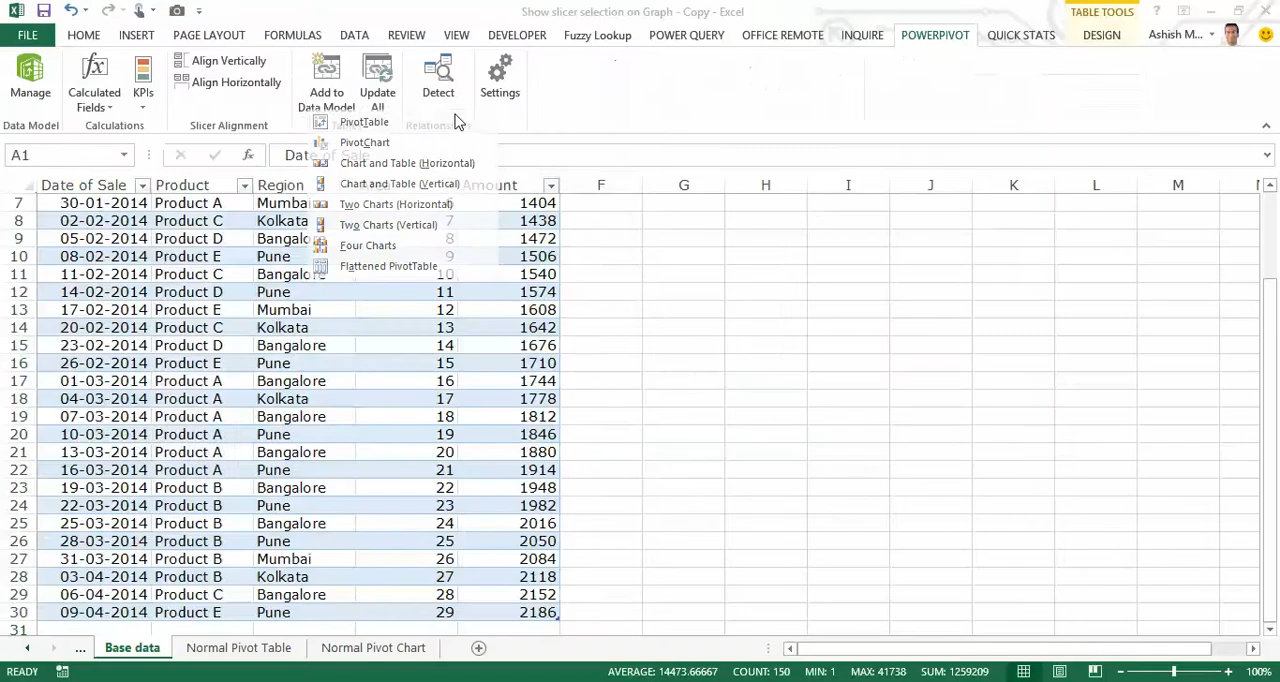 Show slicer selection on Graph - Copy - Excel
TABLE TOOLS
FILE HOME INSERT PAGE LAYOUT FORMULAS DATA REVIEW VIEW DEVELOPER Fuzzy Lookup POWER QUERY OFFICE REMOTE INQUIRE POWERPIVOT QUICK STATS DESIGN Ashish M...
Align Vertically
Align Horizontally
Manage Calculated Fields KPIs Add to Data Model Update All Detect Settings
Data Model Calculations Slicer Alignment
PivotTable
PivotChart
Chart and Table (Horizontal)
Chart and Table (Vertical)
Two Charts (Horizontal)
Two Charts (Vertical)
Four Charts
Flattened PivotTable
A1 fx Date of Sale
Date of Sale Product Region Amount F G H I J K L M
7 30-01-2014 Product A 1404
8 02-02-2014 Product C Kolkata 7 1438
9 05-02-2014 Product D 8 1472
10 08-02-2014 Product E Pune 9 1506
11 11-02-2014 Product C 10 1540
12 14-02-2014 Product D Pune 11 1574
13 17-02-2014 Product E Mumbai 12 1608
14 20-02-2014 Product C Kolkata 13 1642
15 23-02-2014 Product D Bangalore 14 1676
16 26-02-2014 Product E Pune 15 1710
17 01-03-2014 Product A Bangalore 16 1744
18 04-03-2014 Product A Kolkata 17 1778
19 07-03-2014 Product A Bangalore 18 1812
20 10-03-2014 Product A Pune 19 1846
21 13-03-2014 Product A Bangalore 20 1880
22 16-03-2014 Product A Pune 21 1914
23 19-03-2014 Product B Bangalore 22 1948
24 22-03-2014 Product B Pune 23 1982
25 25-03-2014 Product B Bangalore 24 2016
26 28-03-2014 Product B Pune 25 2050
27 31-03-2014 Product B Mumbai 26 2084
28 03-04-2014 Product B Kolkata 27 2118
29 06-04-2014 Product C Bangalore 28 2152
30 09-04-2014 Product E Pune 29 2186
31
... Base data Normal Pivot Table Normal Pivot Chart
READY AVERAGE: 14473.66667 COUNT: 150 MIN: 1 MAX: 41738 SUM: 1259209 100%